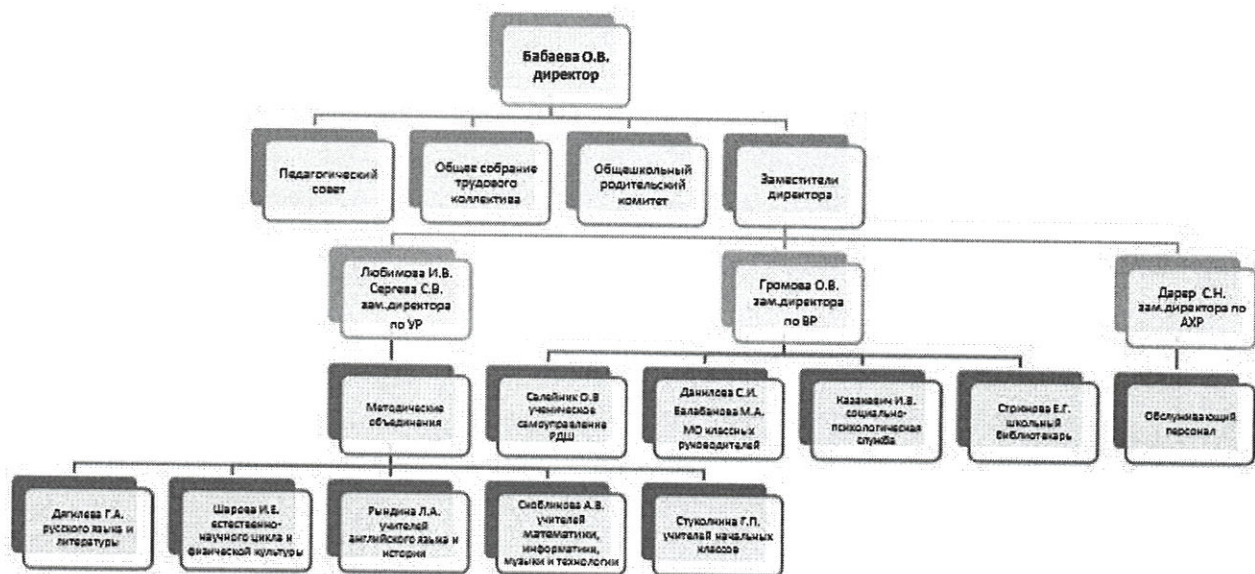 Бабаева О.В.
директор
Педагогический
совет
Общее собрание
трудового
коллектива
Общешкольный
родительский
комитет
Заместители
директора
Любимова И.В.
Сергева С.В.
зам.директора
по УР
Громова О.В.
зам.директора
по ВР
Дарер С.Н.
зам.директора по
АХР
Методические
объединения
Салейник О.В
ученическое
самоуправление
РДШ
Данилова С.И.
Балабанова М.А.
МО классных
руководителей
Казакевич И.В.
социально-
психологическая
служба
Стрюкова Е.Г.
школьный
библиотекарь
Обслуживающий
персонал
Дягилева Г.А.
русского языка и
литературы
Шарова И.Е.
естественно-
научного цикла и
физической культуры
Рындина Л.А.
учителей
английского языка и
истории
Скобликова А.В.
учителей
математики,
информатики,
музыки и технологии
Стуколкина Г.П.
учителей начальных
классов